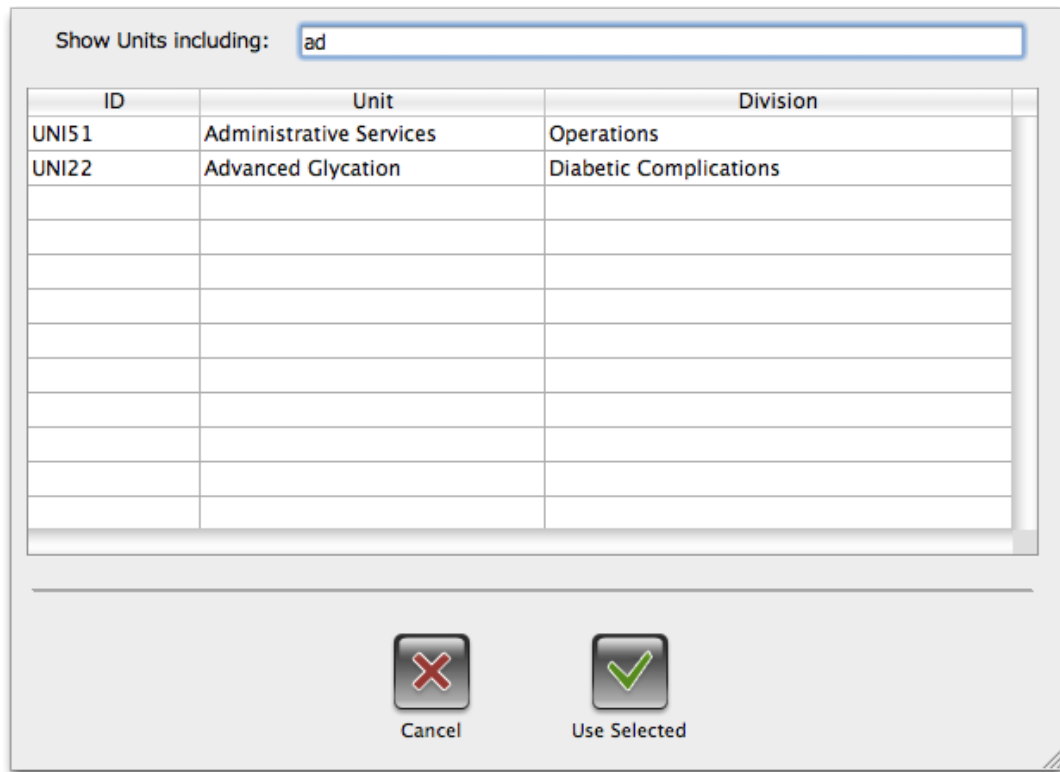 Show Units including: ad
ID Unit Division
UNI51 Administrative Services Operations
UNI22 Advanced Glycation Diabetic Complications
Cancel Use Selected